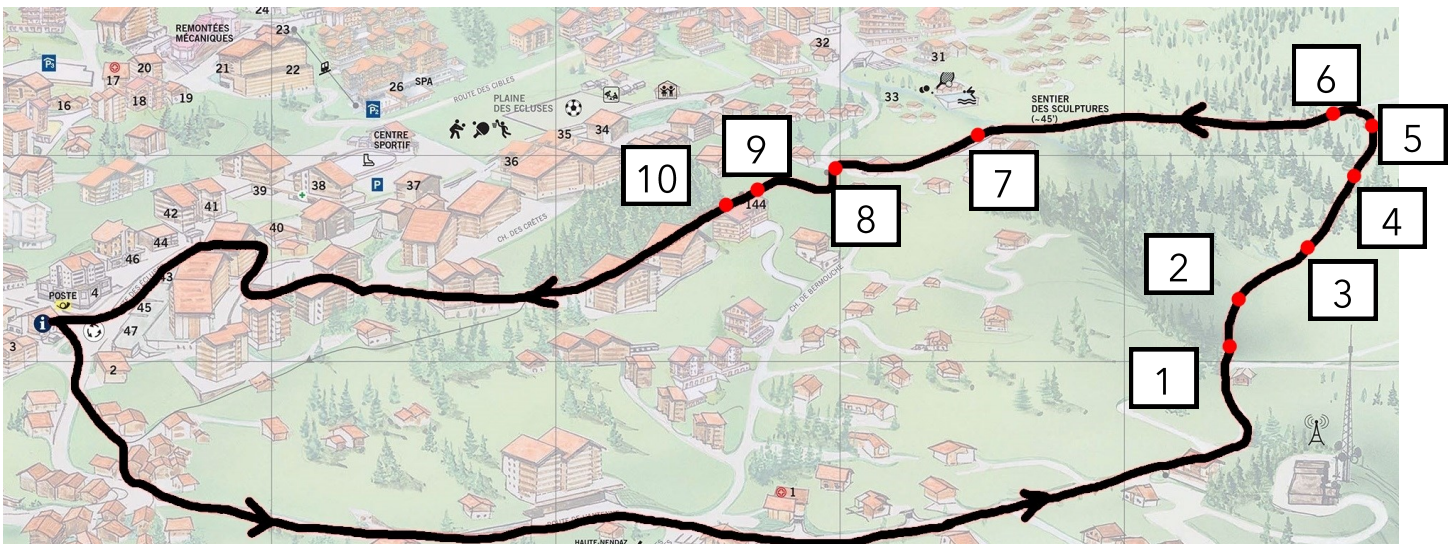 24
REMONTÉES
MÉCANIQUES
23
32
31
P3
20
21
22
17
26
SPA
ROUTE DES CIBLES
6
16
18
19
P2
PLAINE
DES ECLUSES
33
SENTIER
DES SCULPTURES
(~45')
5
CENTRE
SPORTIF
35
34
9
36
10
7
39
38
P
37
4
42
41
144
8
44
40
CH. DES CRÊTES
46
2
43
CH. DE BERMOUCHE
3
POSTE
4
45
i
47
3
2
1
1
HAUTE-NENDAZ